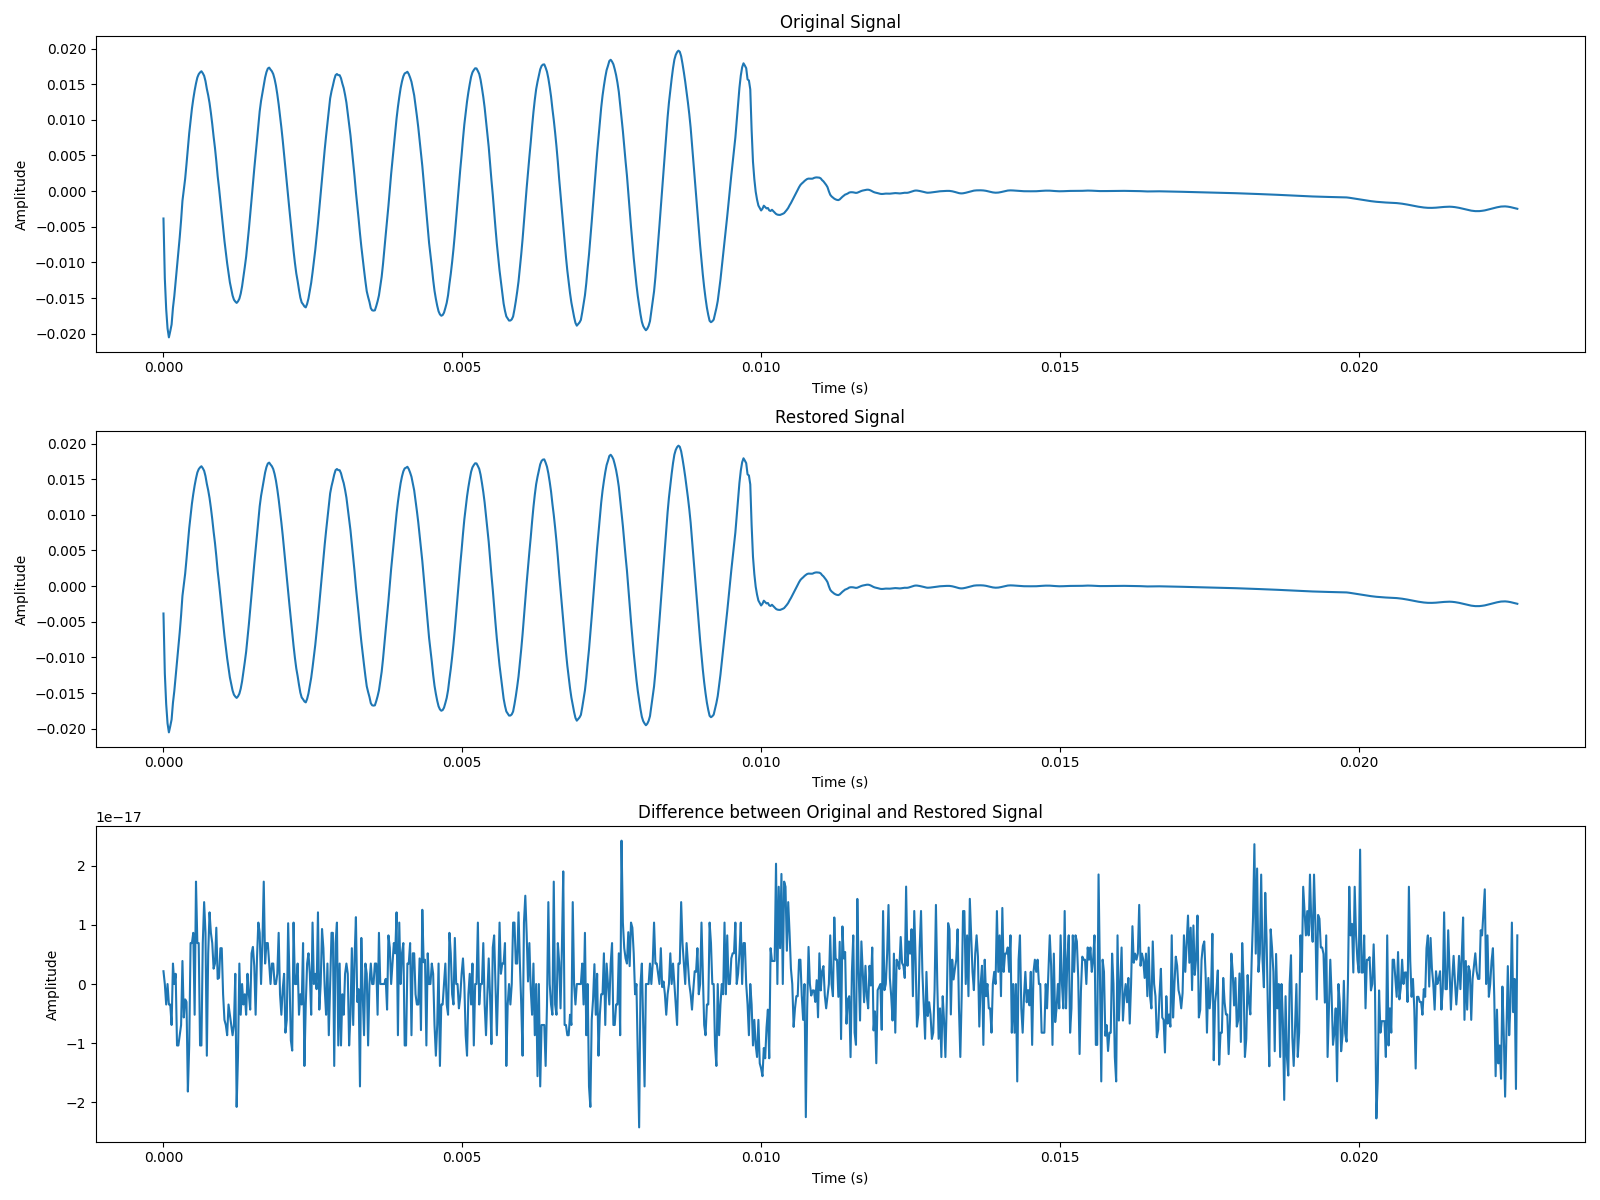 Original Signal
0.020
0.015
0.010
0.005
0.000
−0.005
−0.010
−0.015
−0.020
Amplitude
0.000 0.005 0.010 0.015 0.020
Time (s)
Restored Signal
0.020
0.015
0.010
0.005
0.000
−0.005
−0.010
−0.015
−0.020
Amplitude
0.000 0.005 0.010 0.015 0.020
Time (s)
Difference between Original and Restored Signal
1e−17
2
1
0
−1
−2
Amplitude
0.000 0.005 0.010 0.015 0.020
Time (s)